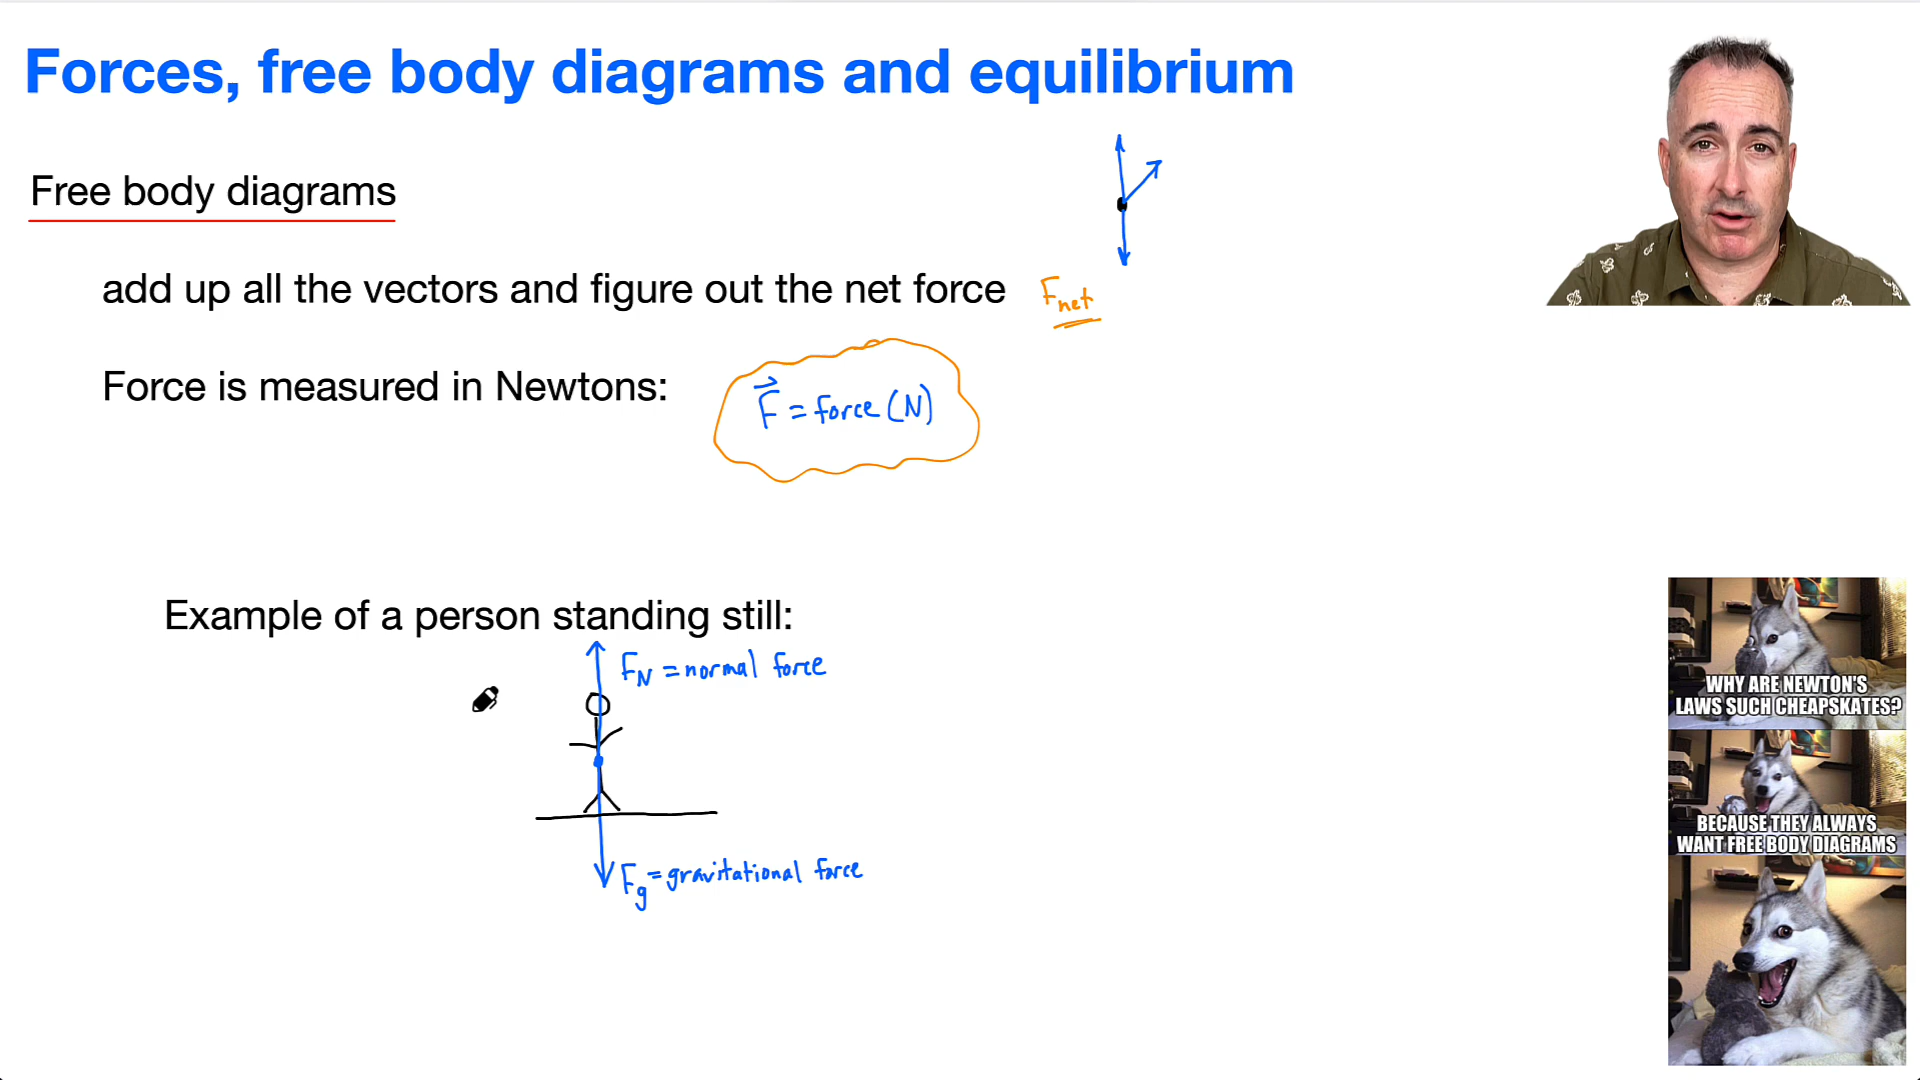 Forces, free body diagrams and equilibrium
Free body diagrams
add up all the vectors and figure out the net force Fnet
Force is measured in Newtons: F = force (N)
Example of a person standing still:
FN = normal force
Fg = gravitational force
WHY ARE NEWTON'S
LAWS SUCH CHEAPSKATES?
BECAUSE THEY ALWAYS
WANT FREE BODY DIAGRAMS